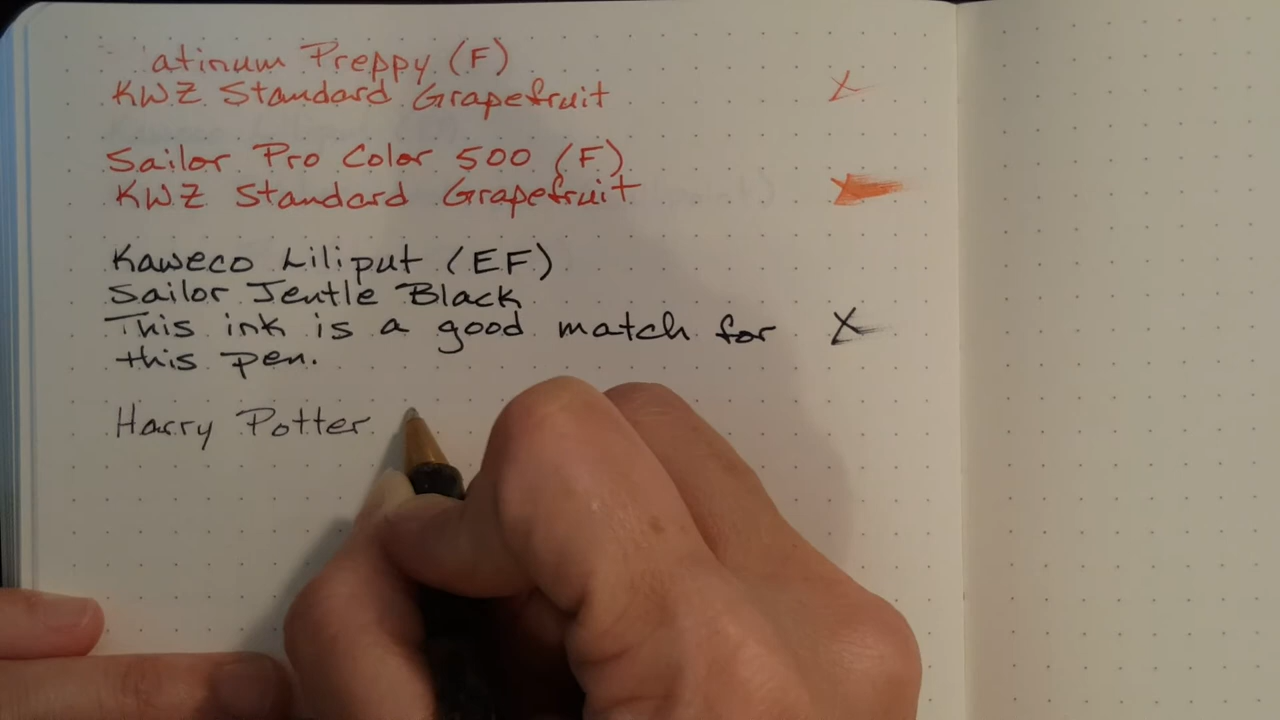 atinum Preppy (F)
KWZ Standard Grapefruit
X
Sailor Pro Color 500 (F)
KWZ Standard Grapefruit
X
Kaweco Liliput (EF)
Sailor Jentle Black
This ink is a good match for
this pen.
X
Harry Potter